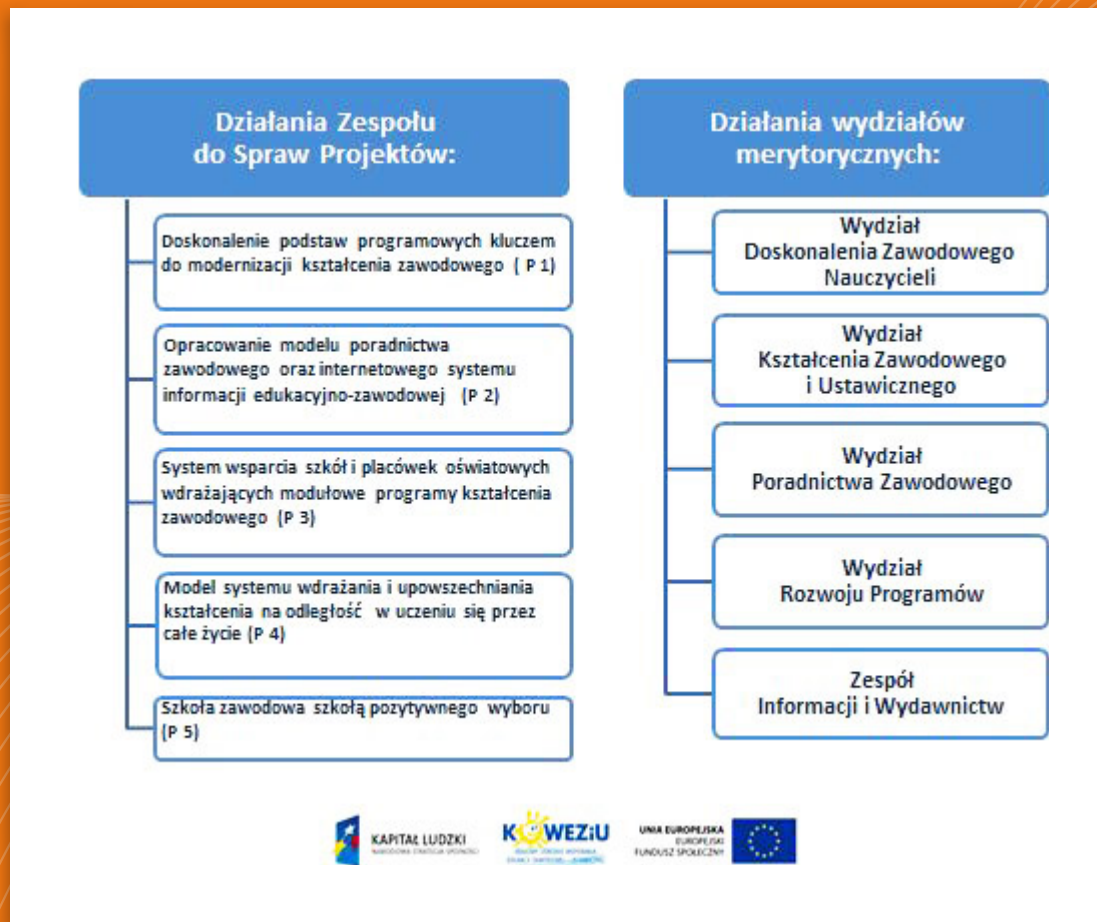 Działania Zespołu
do Spraw Projektów:
Doskonalenie podstaw programowych kluczem
do modernizacji kształcenia zawodowego ( P 1)
Opracowanie modelu poradnictwa
zawodowego oraz internetowego systemu
informacji edukacyjno-zawodowej (P 2)
System wsparcia szkół i placówek oświatowych
wdrażających modułowe programy kształcenia
zawodowego (P 3)
Model systemu wdrażania i upowszechniania
kształcenia na odległość w uczeniu się przez
całe życie (P 4)
Szkoła zawodowa szkołą pozytywnego wyboru
(P 5)
Działania wydziałów
merytorycznych:
Wydział
Doskonalenia Zawodowego
Nauczycieli
Wydział
Kształcenia Zawodowego
i Ustawicznego
Wydział
Poradnictwa Zawodowego
Wydział
Rozwoju Programów
Zespół
Informacji i Wydawnictw
KAPITAŁ LUDZKI
NARODOWA STRATEGIA SPÓJNOŚCI
KOWEZiU
UNIA EUROPEJSKA
EUROPEJSKI
FUNDUSZ SPOŁECZNY